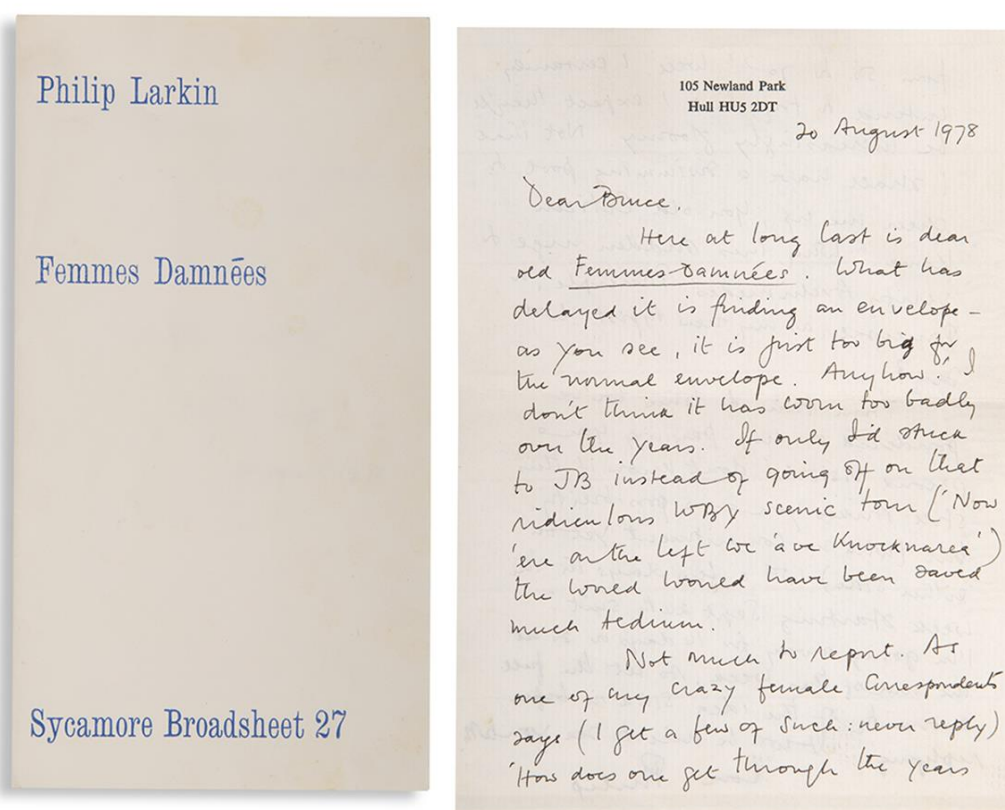 Philip Larkin
Femmes Damnées
Sycamore Broadsheet 27
105 Newland Park
Hull HU5 2DT
20 August 1978
Dear Bruce.
Here at long last is dear
old Femmes Damnées. What has
delayed it is finding an envelope –
as you see, it is just too big for
the normal envelope. Anyhow! I
don't think it has worn too badly
over the years. If only I'd stuck
to JB instead of going off on that
ridiculous WBY scenic tour ('Now
'ere on the left we 'ave Knocknarea')
the world would have been saved
much tedium.
Not much to report. As
one of my crazy female correspondents
says (I get a few of such: never reply)
'How does one get through the years